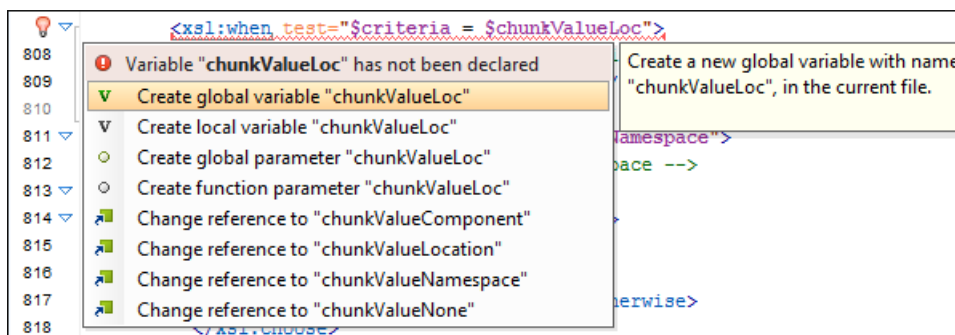 <xsl:when test="$criteria = $chunkValueLoc">
808
Variable "chunkValueLoc" has not been declared
Create a new global variable with name
809
Create global variable "chunkValueLoc"
"chunkValueLoc", in the current file.
810
Create local variable "chunkValueLoc"
811
Namespace">
Create global parameter "chunkValueLoc"
812
pace -->
Create function parameter "chunkValueLoc"
813
Change reference to "chunkValueComponent"
814
>
Change reference to "chunkValueLocation"
815
Change reference to "chunkValueNamespace"
816
Change reference to "chunkValueNone"
817
herwise>
818
</xsl:choose>